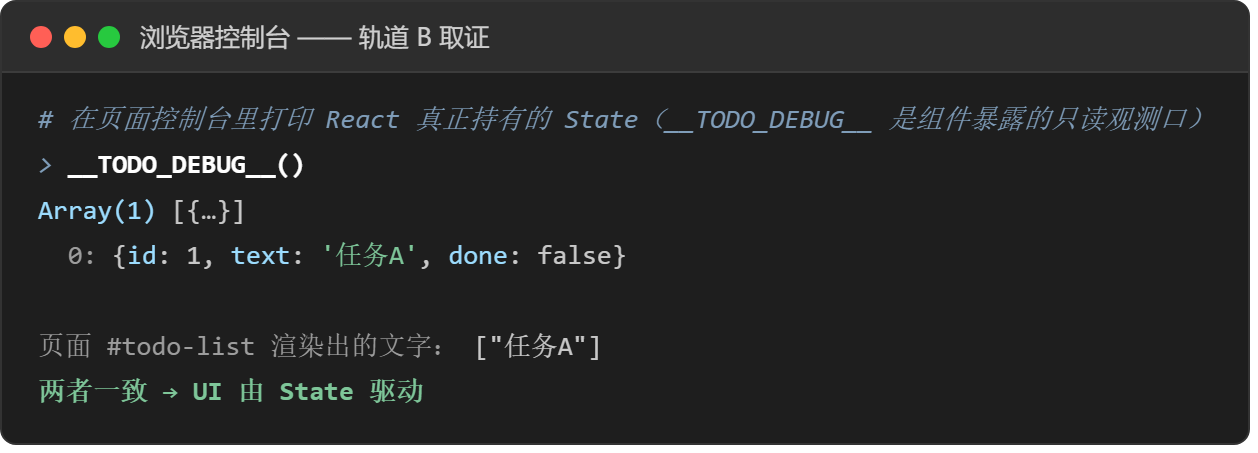 浏览器控制台 —— 轨道 B 取证
# 在页面控制台里打印 React 真正持有的 State（__TODO_DEBUG__ 是组件暴露的只读观测口）
> __TODO_DEBUG__()
Array(1) [{…}]
0: {id: 1, text: '任务A', done: false}
页面 #todo-list 渲染出的文字： ["任务A"]
两者一致 → UI 由 State 驱动